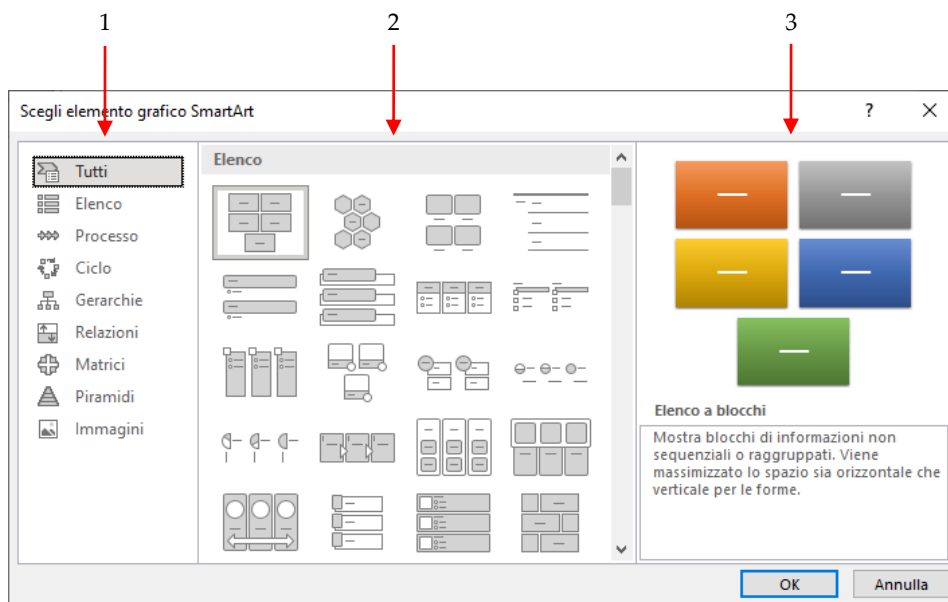 1 2 3
Scegli elemento grafico SmartArt ? X
Tutti
Elenco
Processo
Ciclo
Gerarchie
Relazioni
Matrici
Piramidi
Immagini
Elenco
Elenco a blocchi
Mostra blocchi di informazioni non
sequenziali o raggruppati. Viene
massimizzato lo spazio sia orizzontale che
verticale per le forme.
OK Annulla